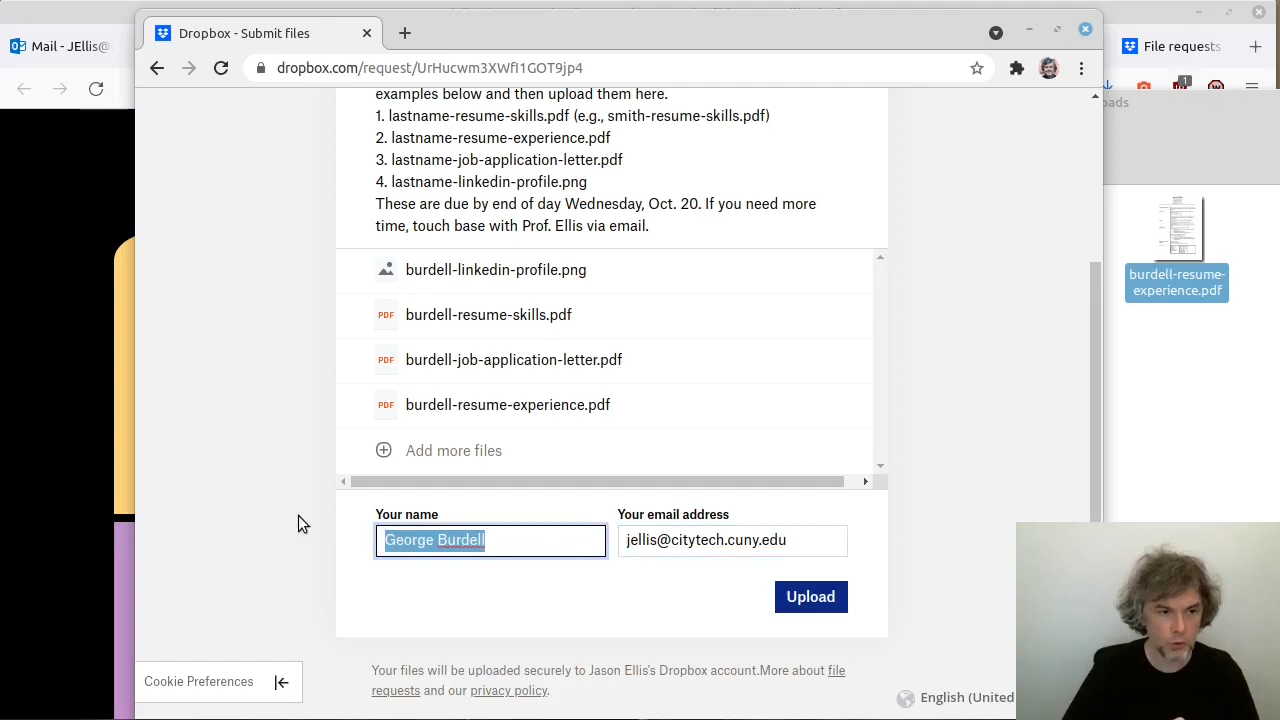 Mail - JEllis@
Dropbox - Submit files
File requests
dropbox.com/request/UrHucwm3XWfI1GOT9jp4
1
oads
examples below and then upload them here.
1. lastname-resume-skills.pdf (e.g., smith-resume-skills.pdf)
2. lastname-resume-experience.pdf
3. lastname-job-application-letter.pdf
4. lastname-linkedin-profile.png
These are due by end of day Wednesday, Oct. 20. If you need more
time, touch base with Prof. Ellis via email.
burdell-resume-
experience.pdf
burdell-linkedin-profile.png
PDF burdell-resume-skills.pdf
PDF burdell-job-application-letter.pdf
PDF burdell-resume-experience.pdf
Add more files
Your name
Your email address
George Burdell
jellis@citytech.cuny.edu
Upload
Your files will be uploaded securely to Jason Ellis's Dropbox account.More about file
requests and our privacy policy.
Cookie Preferences
English (United